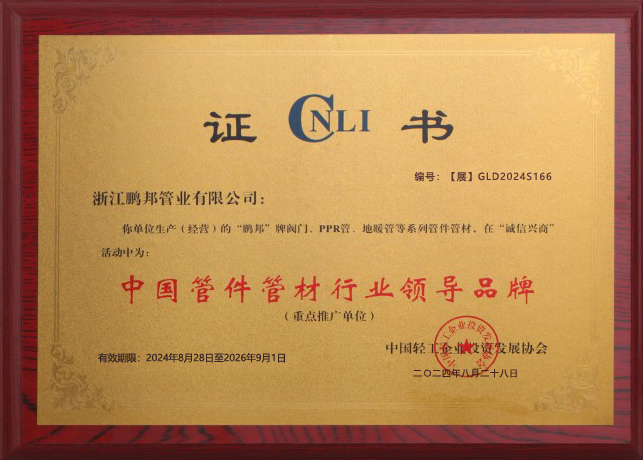 证 CNLI 书
编号：【展】GLD2024S166
浙江鹏邦管业有限公司：
你单位生产（经营）的“鹏邦”牌阀门、PPR管、地暖管等系列管件管材，在“诚信兴商”
活动中为：
中国管件管材行业领导品牌
（重点推广单位）
有效期限：2024年8月28日至2026年9月1日
中国轻工企业投资发展协会
二〇二四年八月二十八日